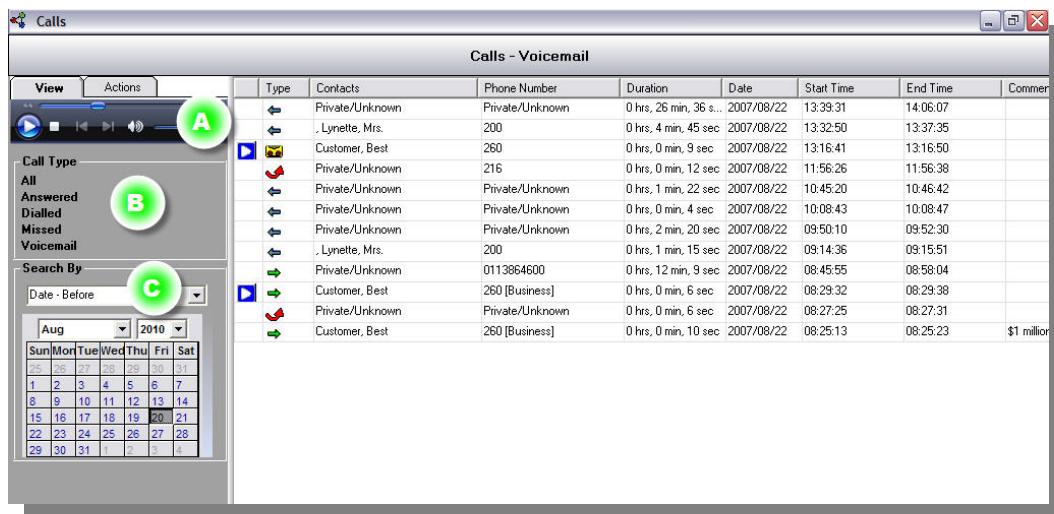 Calls
Calls - Voicemail
View Actions
A
Call Type
All
Answered
Dialled
Missed
Voicemail
B
Search By
C
Date - Before
Aug 2010
Sun Mon Tue Wed Thu Fri Sat
25 26 27 28 29 30 31
1 2 3 4 5 6 7
8 9 10 11 12 13 14
15 16 17 18 19 20 21
22 23 24 25 26 27 28
29 30 31 1 2 3 4
Type Contacts Phone Number Duration Date Start Time End Time Commen
Private/Unknown Private/Unknown 0 hrs, 26 min, 36 s... 2007/08/22 13:39:31 14:06:07
, Lynette, Mrs. 200 0 hrs, 4 min, 45 sec 2007/08/22 13:32:50 13:37:35
Customer, Best 260 0 hrs, 0 min, 9 sec 2007/08/22 13:16:41 13:16:50
216 0 hrs, 0 min, 12 sec 2007/08/22 11:56:26 11:56:38
Private/Unknown Private/Unknown 0 hrs, 1 min, 22 sec 2007/08/22 10:45:20 10:46:42
Private/Unknown Private/Unknown 0 hrs, 0 min, 4 sec 2007/08/22 10:08:43 10:08:47
Private/Unknown Private/Unknown 0 hrs, 2 min, 20 sec 2007/08/22 09:50:10 09:52:30
, Lynette, Mrs. 200 0 hrs, 1 min, 15 sec 2007/08/22 09:14:36 09:15:51
Private/Unknown 0113864600 0 hrs, 12 min, 9 sec 2007/08/22 08:45:55 08:58:04
Customer, Best 260 [Business] 0 hrs, 0 min, 6 sec 2007/08/22 08:29:32 08:29:38
Private/Unknown Private/Unknown 0 hrs, 0 min, 6 sec 2007/08/22 08:27:25 08:27:31
Customer, Best 260 [Business] 0 hrs, 0 min, 10 sec 2007/08/22 08:25:13 08:25:23 $1 million